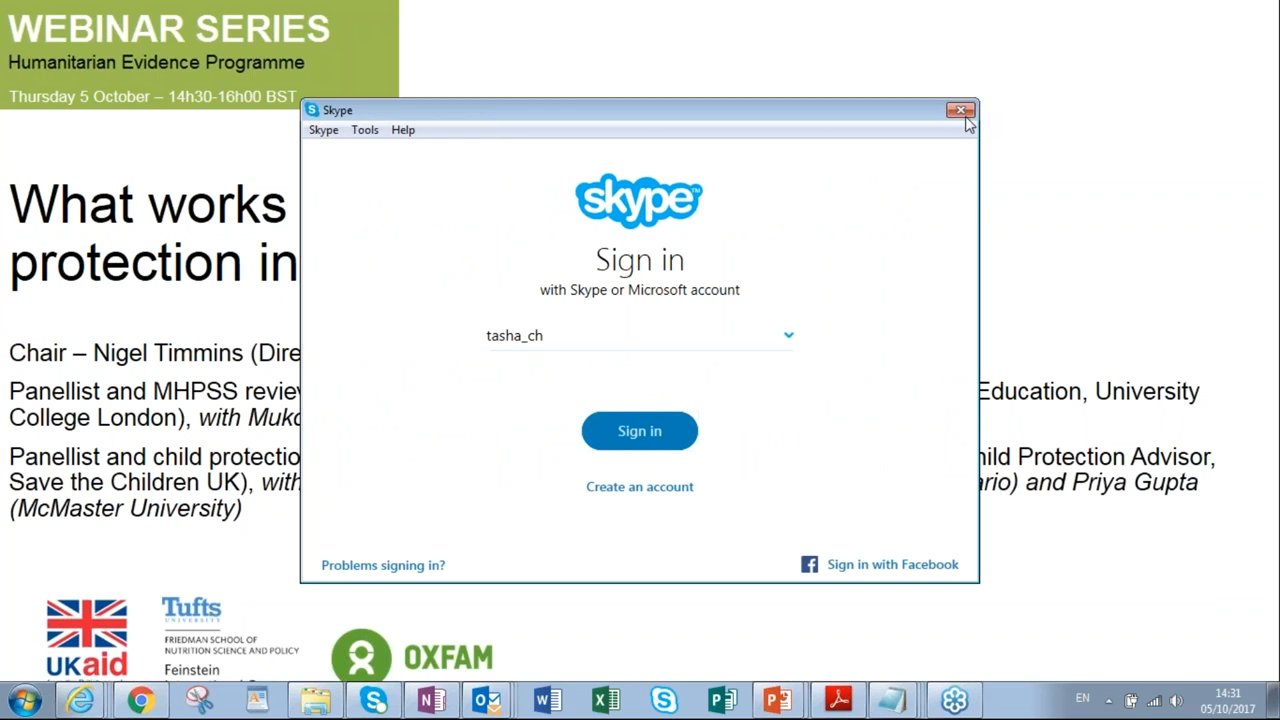 WEBINAR SERIES
Humanitarian Evidence Programme
Thursday 5 October – 14h30-16h00 BST
Skype
Skype Tools Help
skype™
Sign in
with Skype or Microsoft account
tasha_ch
Sign in
Create an account
Problems signing in?
Sign in with Facebook
What works
protection in
Chair – Nigel Timmins (Dire
Panellist and MHPSS review Education, University
College London), with Muk
Panellist and child protectio hild Protection Advisor,
Save the Children UK), with ario) and Priya Gupta
(McMaster University)
UKaid
Tufts
UNIVERSITY
FRIEDMAN SCHOOL OF
NUTRITION SCIENCE AND POLICY
Feinstein
OXFAM
EN
14:31
05/10/2017